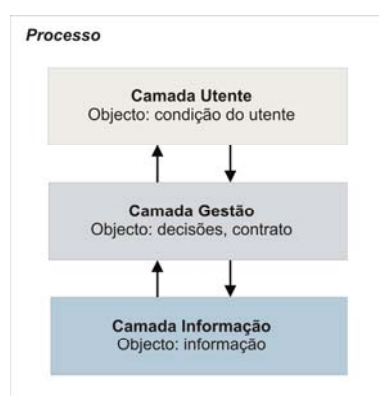 Processo
Camada Utente
Objecto: condição do utente
Camada Gestão
Objecto: decisões, contrato
Camada Informação
Objecto: informação